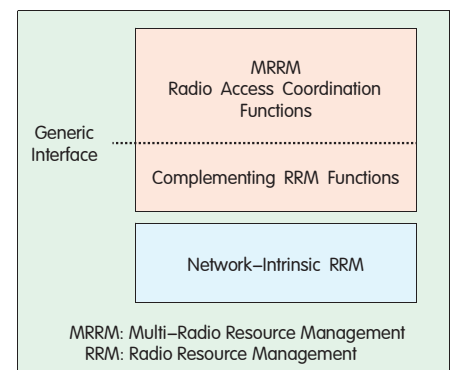 MRRM
Radio Access Coordination
Functions
Generic
Interface
Complementing RRM Functions
Network–Intrinsic RRM
MRRM: Multi–Radio Resource Management
RRM: Radio Resource Management